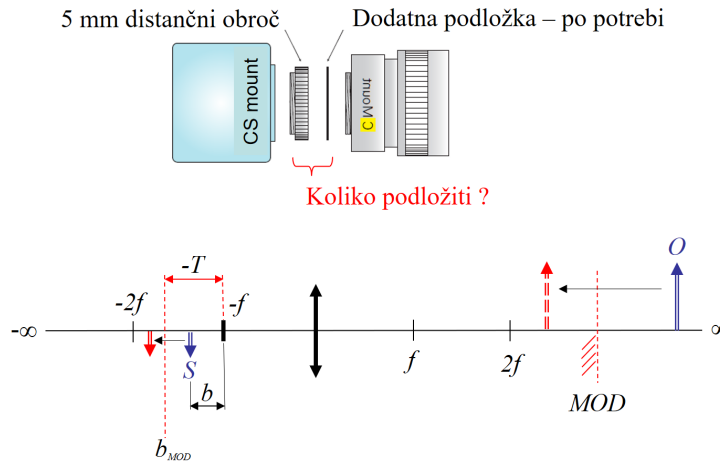 5 mm distančni obroč
Dodatna podložka – po potrebi
CS mount
C Mount
Koliko podložiti ?
O
-T
-2f
-f
-∞
∞
S
f
2f
b
MOD
b_MOD